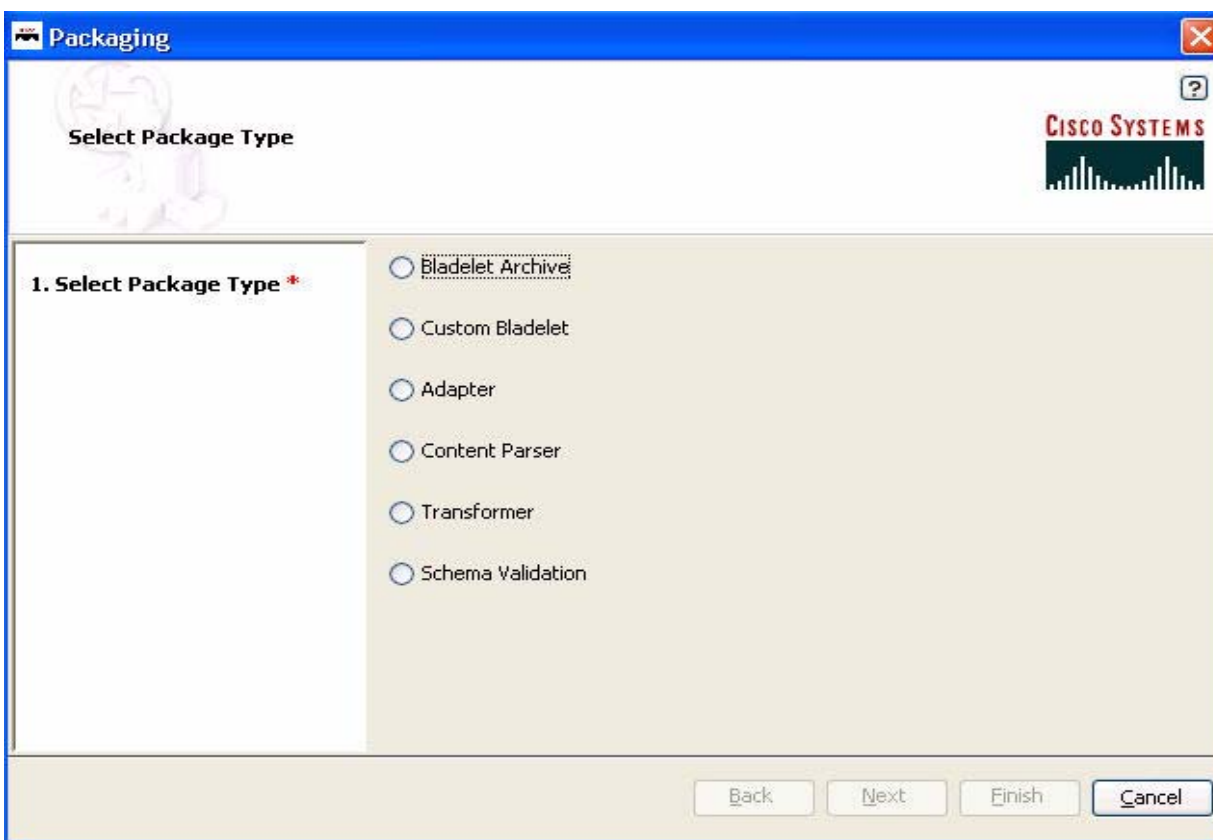 Packaging
?
Select Package Type
CISCO SYSTEMS
1. Select Package Type *
Bladelet Archive
Custom Bladelet
Adapter
Content Parser
Transformer
Schema Validation
Back Next Finish Cancel